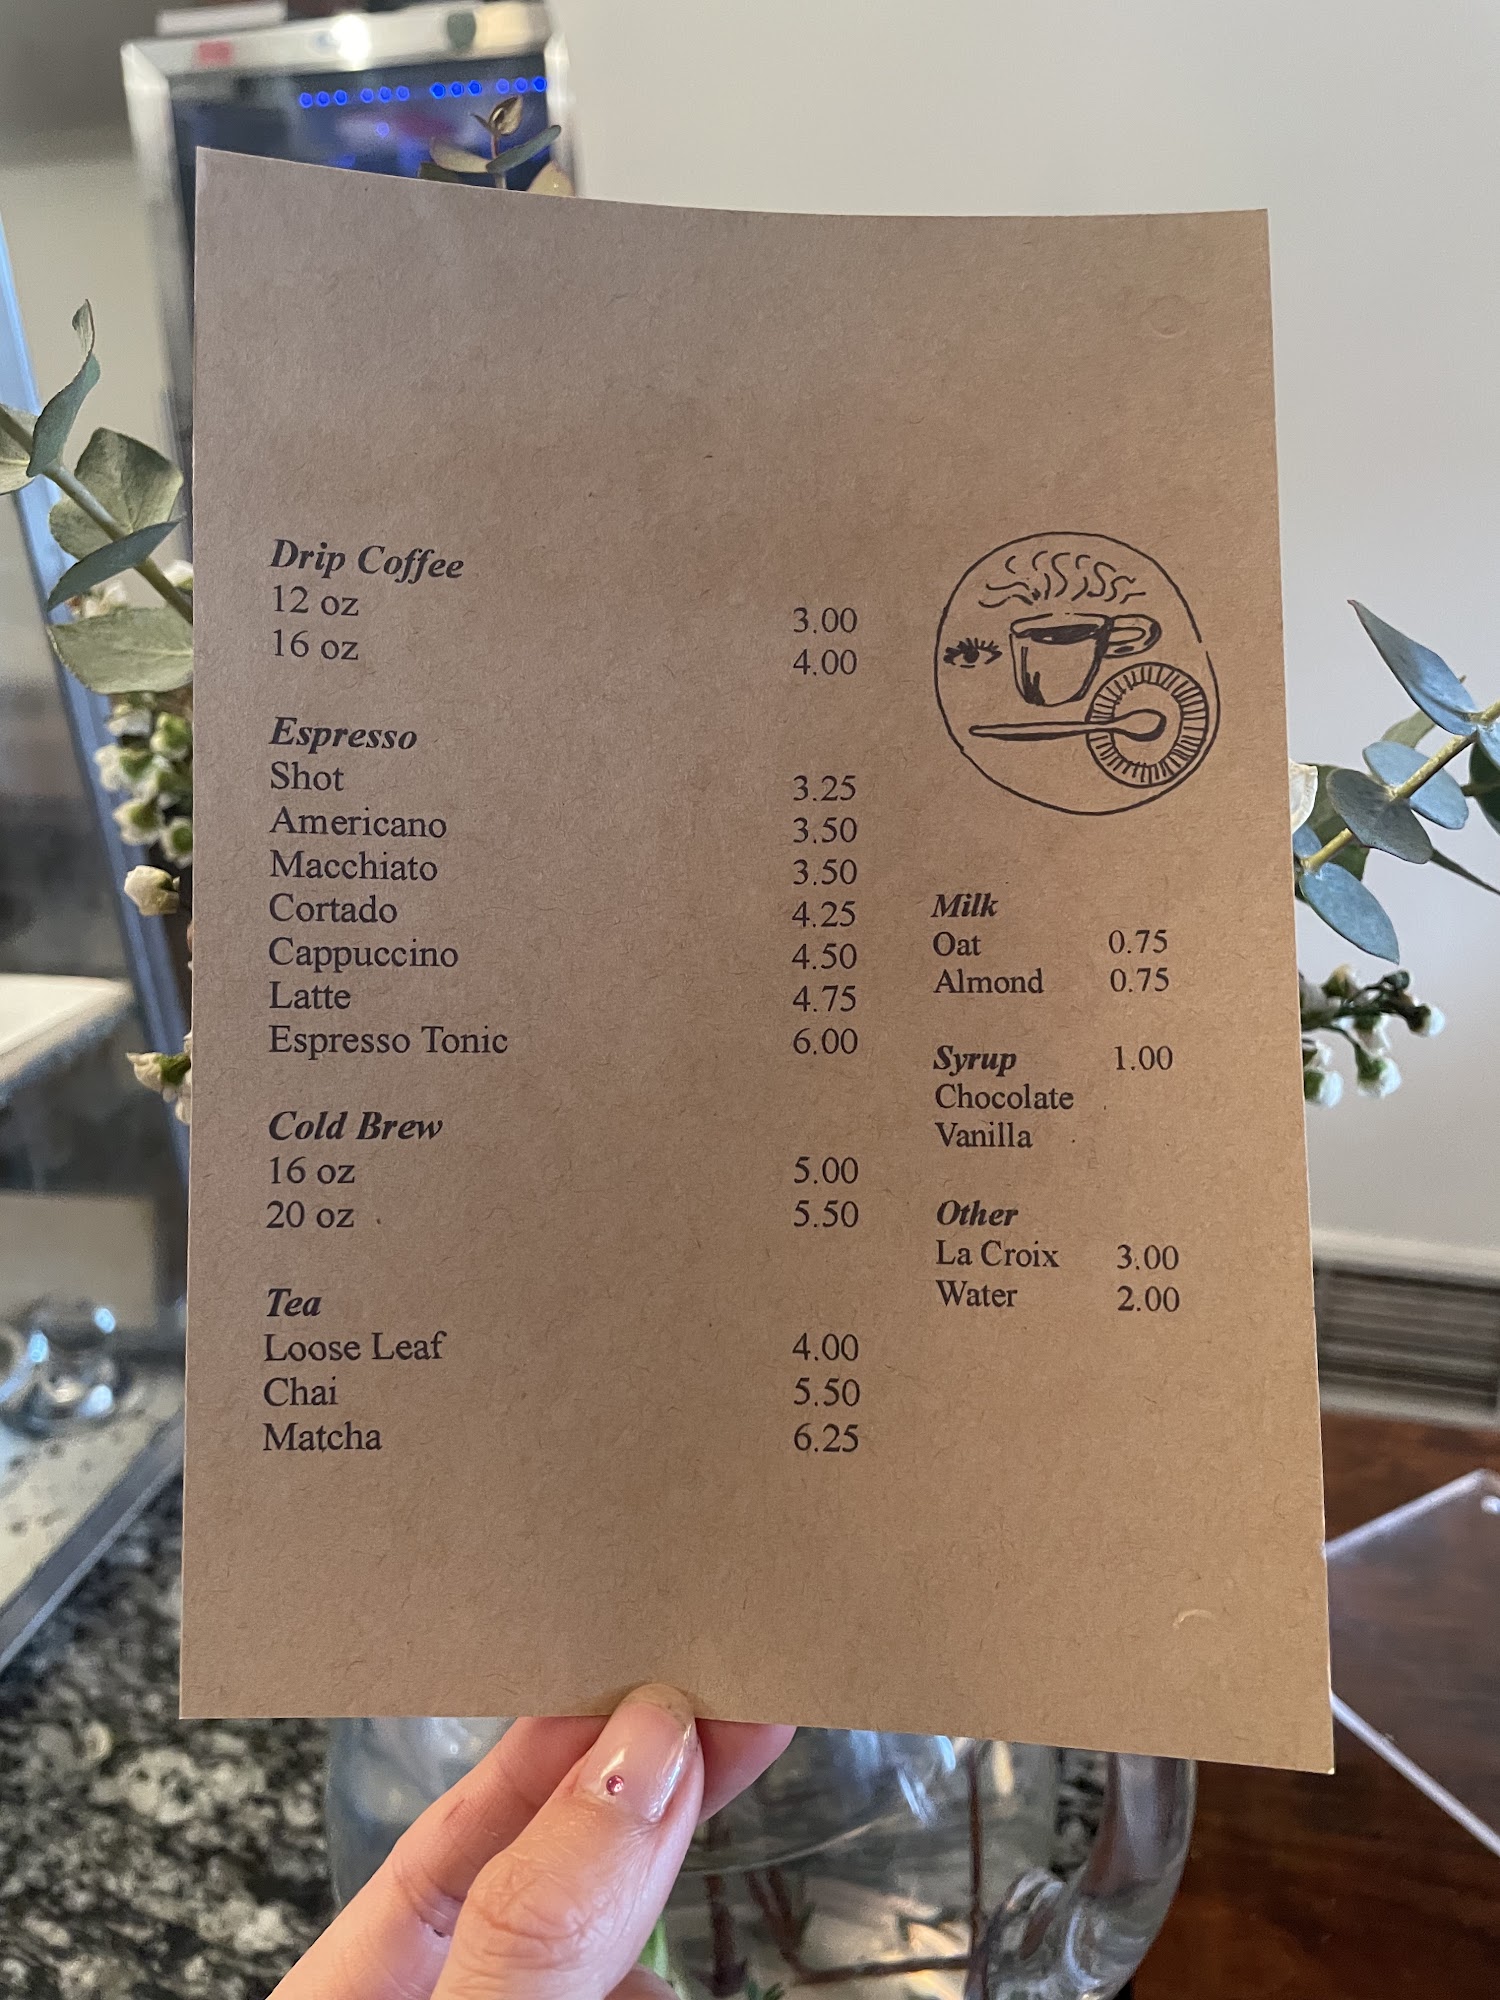 Drip Coffee
12 oz 3.00
16 oz 4.00
Espresso
Shot 3.25
Americano 3.50
Macchiato 3.50
Cortado 4.25
Cappuccino 4.50
Latte 4.75
Espresso Tonic 6.00
Cold Brew
16 oz 5.00
20 oz 5.50
Tea
Loose Leaf 4.00
Chai 5.50
Matcha 6.25
Milk
Oat 0.75
Almond 0.75
Syrup 1.00
Chocolate
Vanilla
Other
La Croix 3.00
Water 2.00